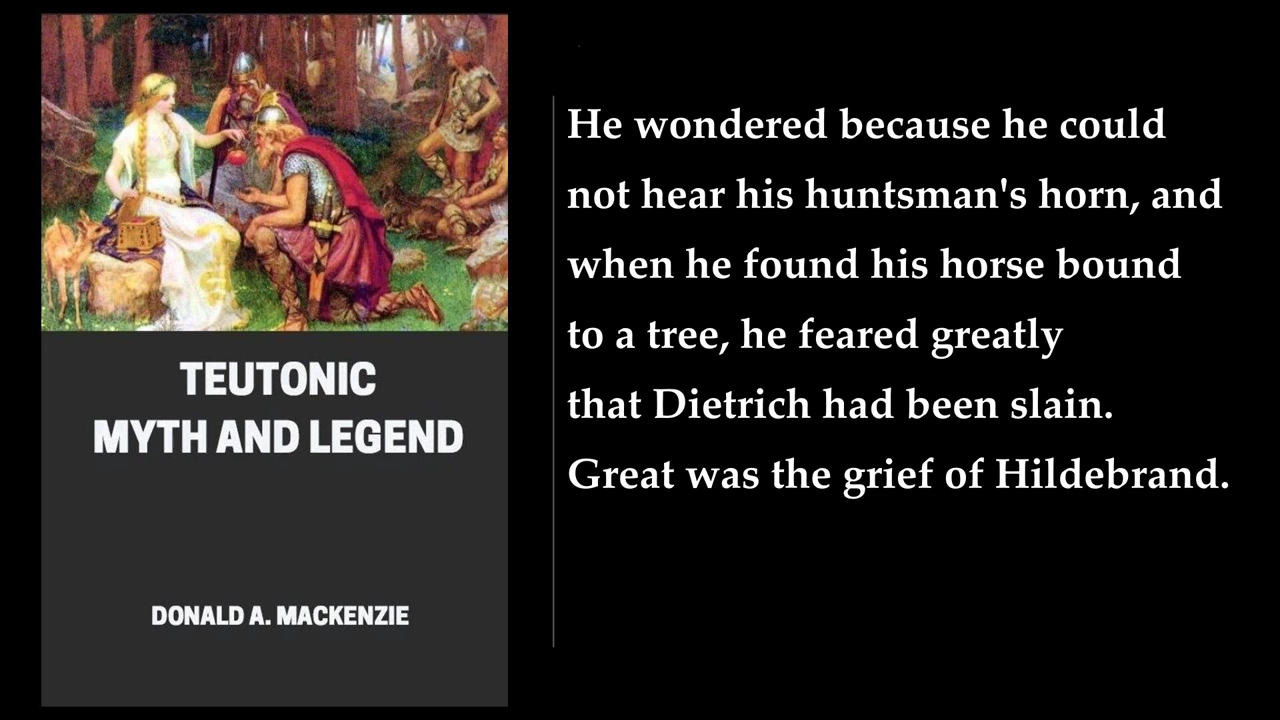 TEUTONIC
MYTH AND LEGEND
DONALD A. MACKENZIE
He wondered because he could
not hear his huntsman's horn, and
when he found his horse bound
to a tree, he feared greatly
that Dietrich had been slain.
Great was the grief of Hildebrand.